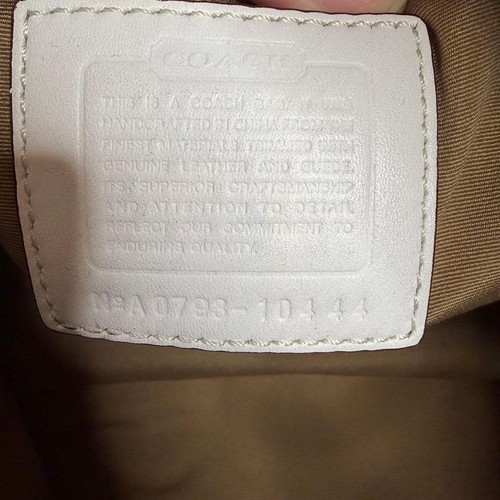 COACH
THIS IS A COACH BAG. IT WAS
HANDCRAFTED IN CHINA FROM THE
FINEST MATERIALS. TRIMMED WITH
GENUINE LEATHER AND SUEDE.
ITS SUPERIOR CRAFTSMANSHIP
AND ATTENTION TO DETAIL
REFLECT OUR COMMITMENT TO
ENDURING QUALITY.
NoA0793-10444